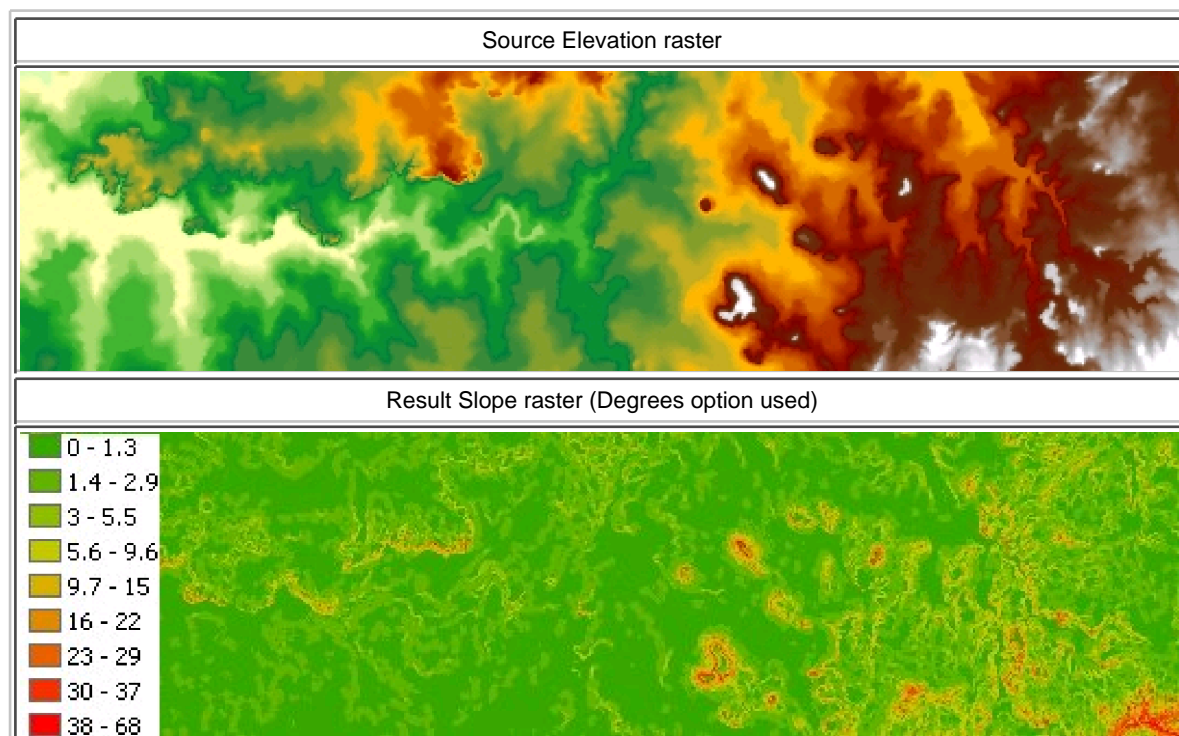 Source Elevation raster
Result Slope raster (Degrees option used)
0 - 1.3
1.4 - 2.9
3 - 5.5
5.6 - 9.6
9.7 - 15
16 - 22
23 - 29
30 - 37
38 - 68